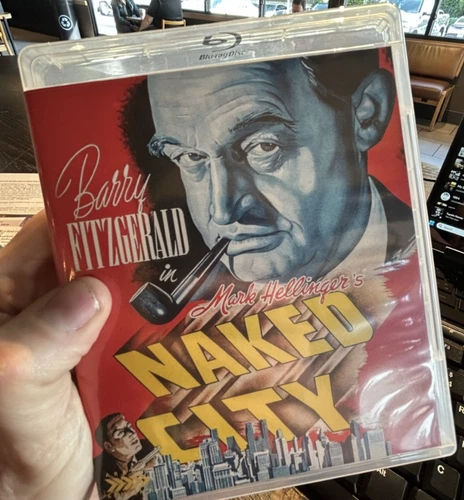 Blu-ray Disc
Barry
FITZGERALD
in
Mark Hellinger's
NAKED
CITY